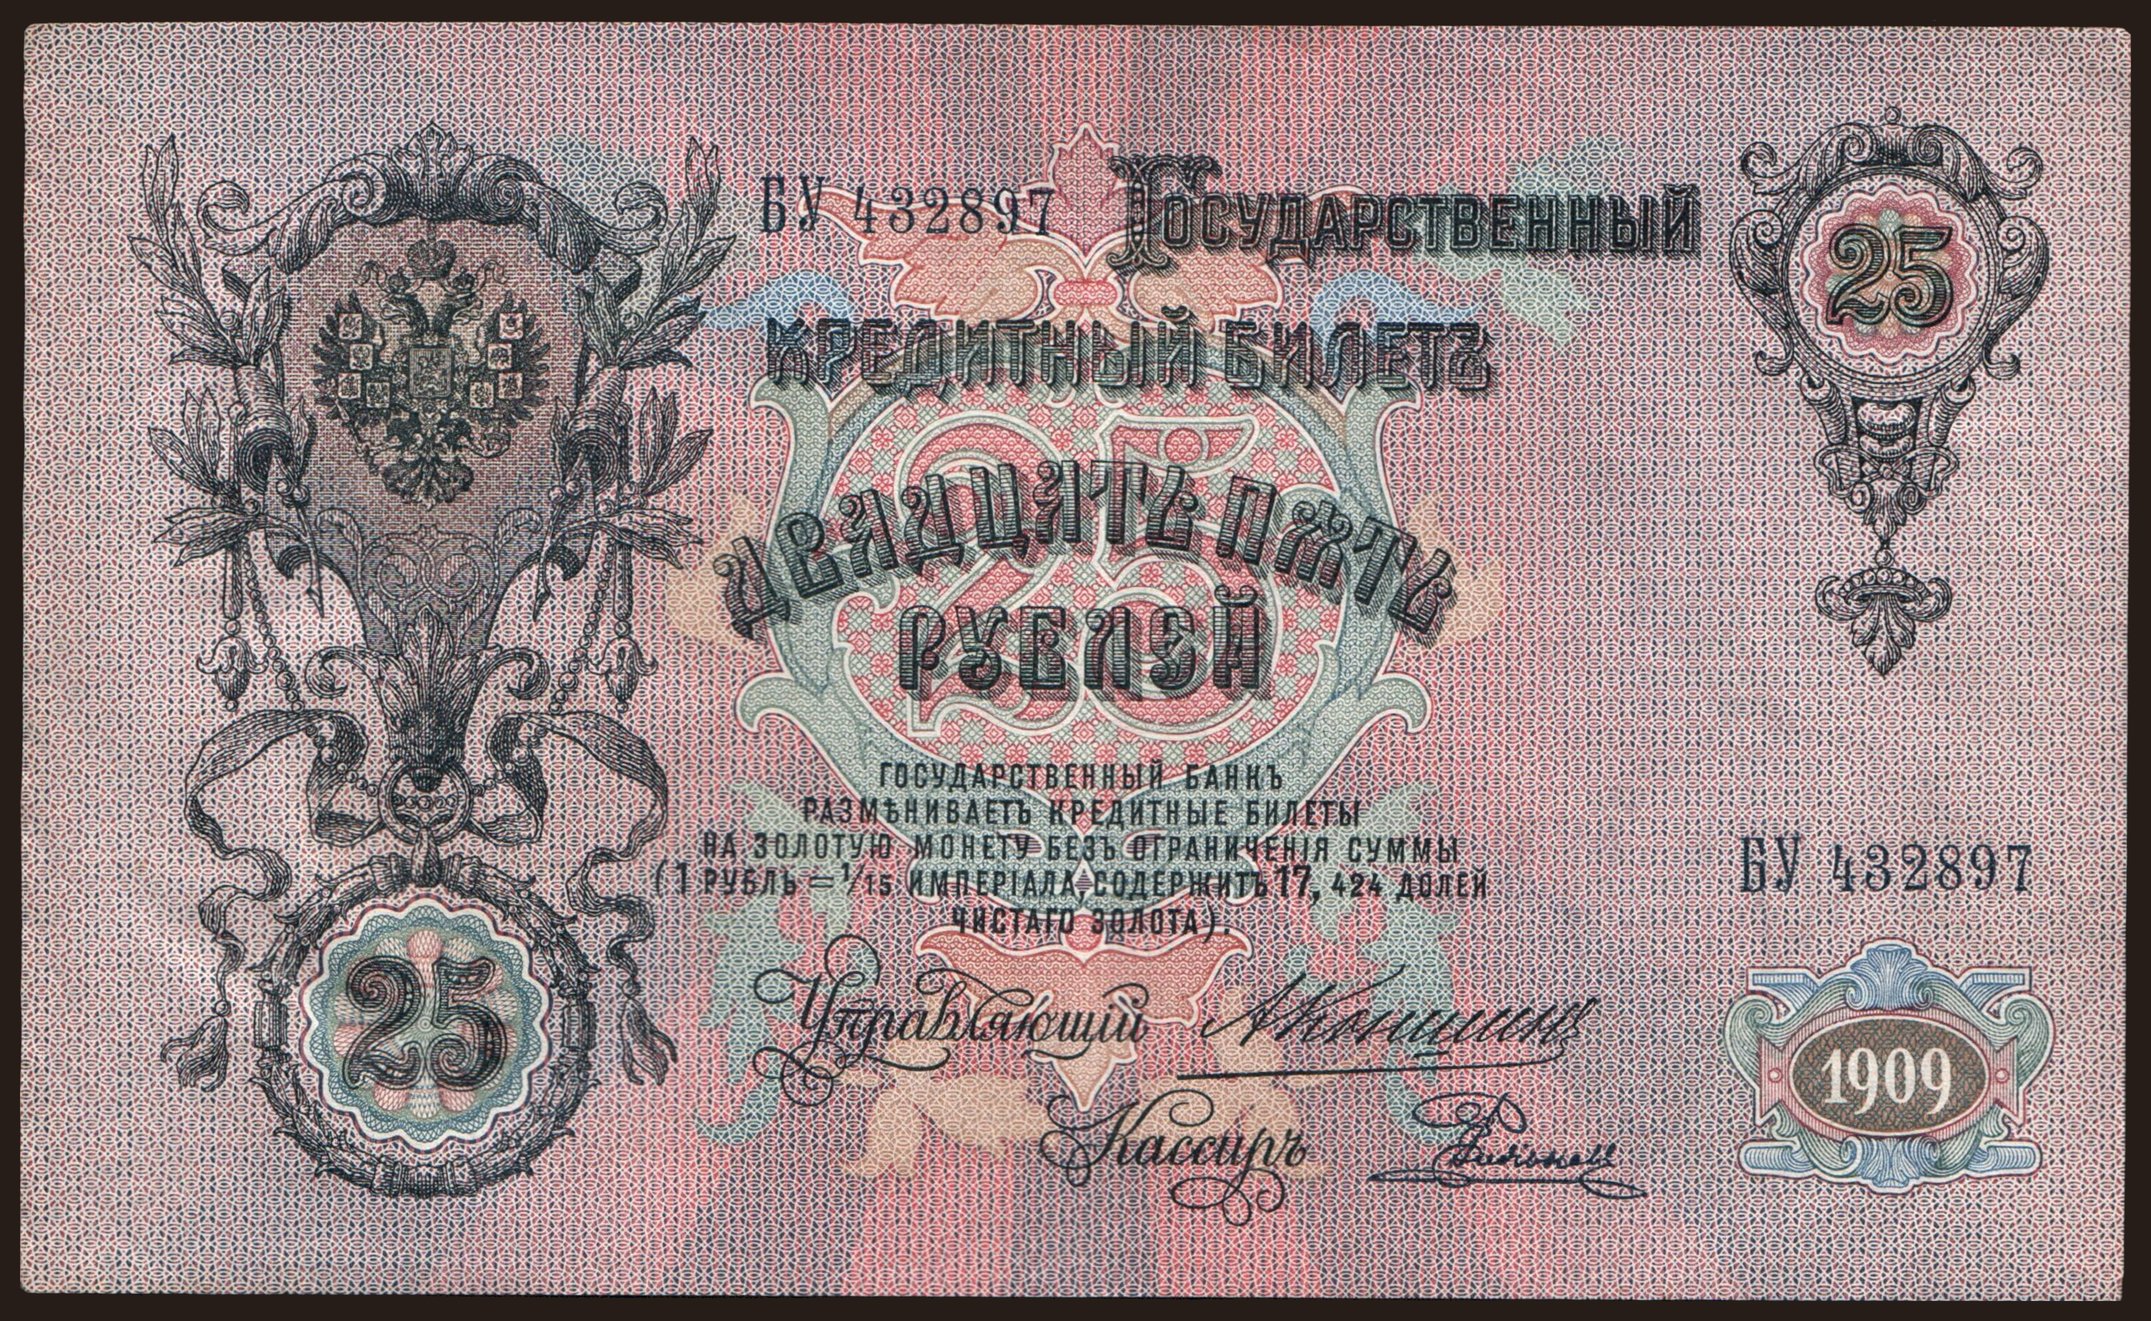 БУ 432897 ГОСУДАРСТВЕННЫЙ
25
КРЕДИТНЫЙ БИЛЕТЪ
25
ДВАДЦАТЬ ПЯТЬ
РУБЛЕЙ
ГОСУДАРСТВЕННЫЙ БАНКЪ
РАЗМѢНИВАЕТЪ КРЕДИТНЫЕ БИЛЕТЫ
НА ЗОЛОТУЮ МОНЕТУ БЕЗЪ ОГРАНИЧЕНІЯ СУММЫ
(1 РУБЛЬ = 1/15 ИМПЕРІАЛА, СОДЕРЖИТЪ 17, 424 ДОЛЕЙ
ЧИСТАГО ЗОЛОТА).
БУ 432897
25
Управляющій
1909
Кассиръ